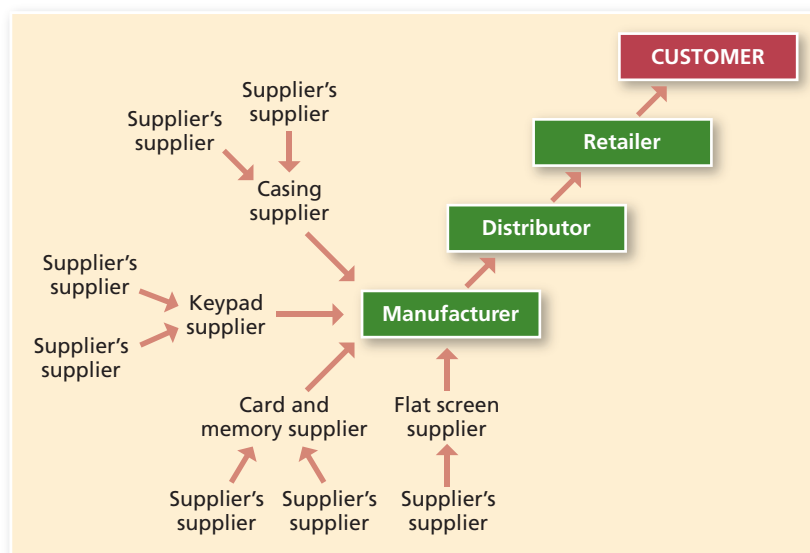 CUSTOMER
Supplier's
supplier
Supplier's
supplier
Retailer
Casing
supplier
Distributor
Supplier's
supplier
Keypad
supplier
Manufacturer
Supplier's
supplier
Card and
memory supplier
Flat screen
supplier
Supplier's
supplier
Supplier's
supplier
Supplier's
supplier